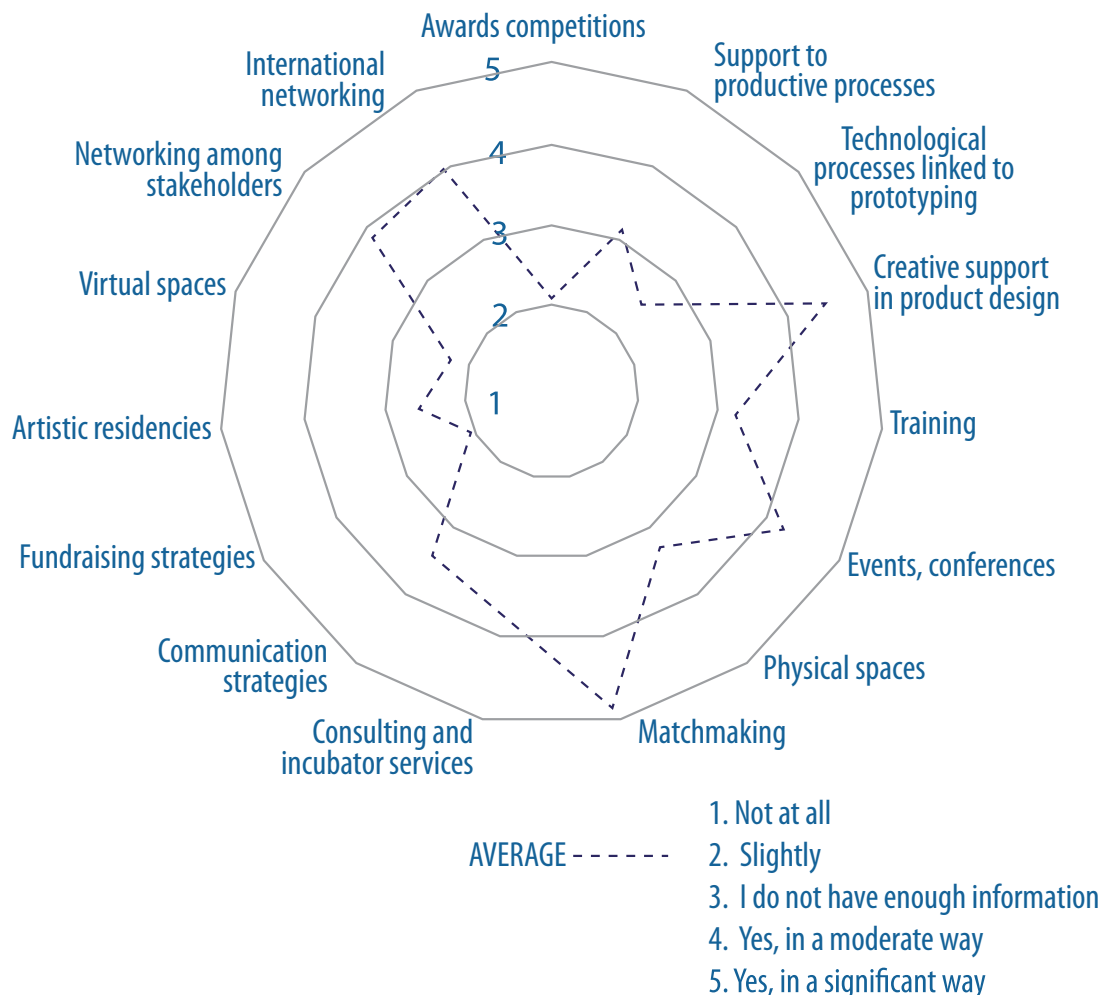 Awards competitions
Support to
productive processes
Technological
processes linked to
prototyping
Creative support
in product design
Training
Events, conferences
Physical spaces
Matchmaking
Consulting and
incubator services
Communication
strategies
Fundraising strategies
Artistic residencies
Virtual spaces
Networking among
stakeholders
International
networking
5
4
3
2
1
AVERAGE
1. Not at all
2. Slightly
3. I do not have enough information
4. Yes, in a moderate way
5. Yes, in a significant way